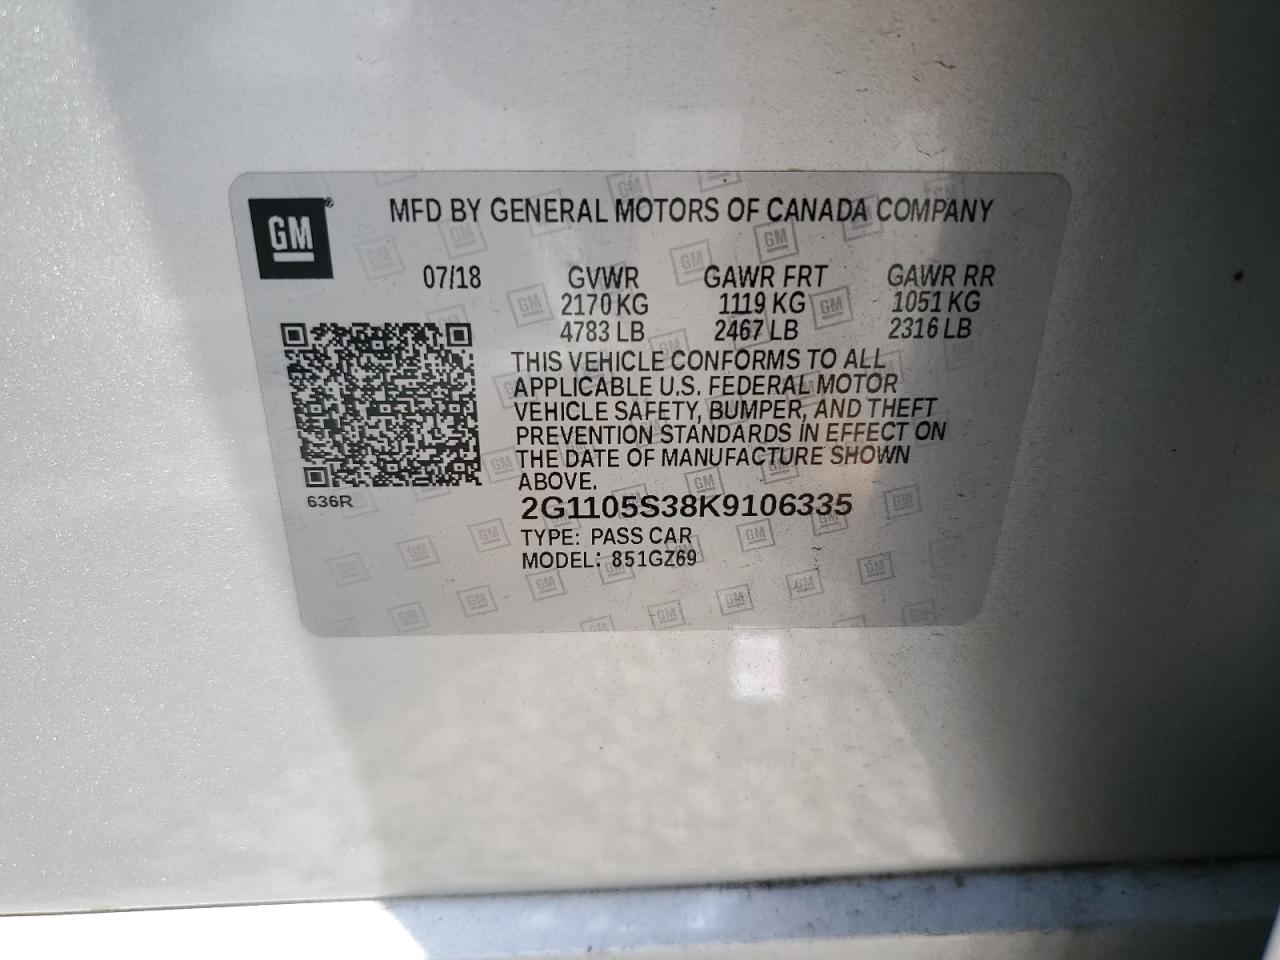 GM
MFD BY GENERAL MOTORS OF CANADA COMPANY
07/18 GVWR GAWR FRT GAWR RR
2170 KG 1119 KG 1051 KG
4783 LB 2467 LB 2316 LB
THIS VEHICLE CONFORMS TO ALL
APPLICABLE U.S. FEDERAL MOTOR
VEHICLE SAFETY, BUMPER, AND THEFT
PREVENTION STANDARDS IN EFFECT ON
THE DATE OF MANUFACTURE SHOWN
ABOVE.
636R
2G1105S38K9106335
TYPE: PASS CAR
MODEL: 851GZ69